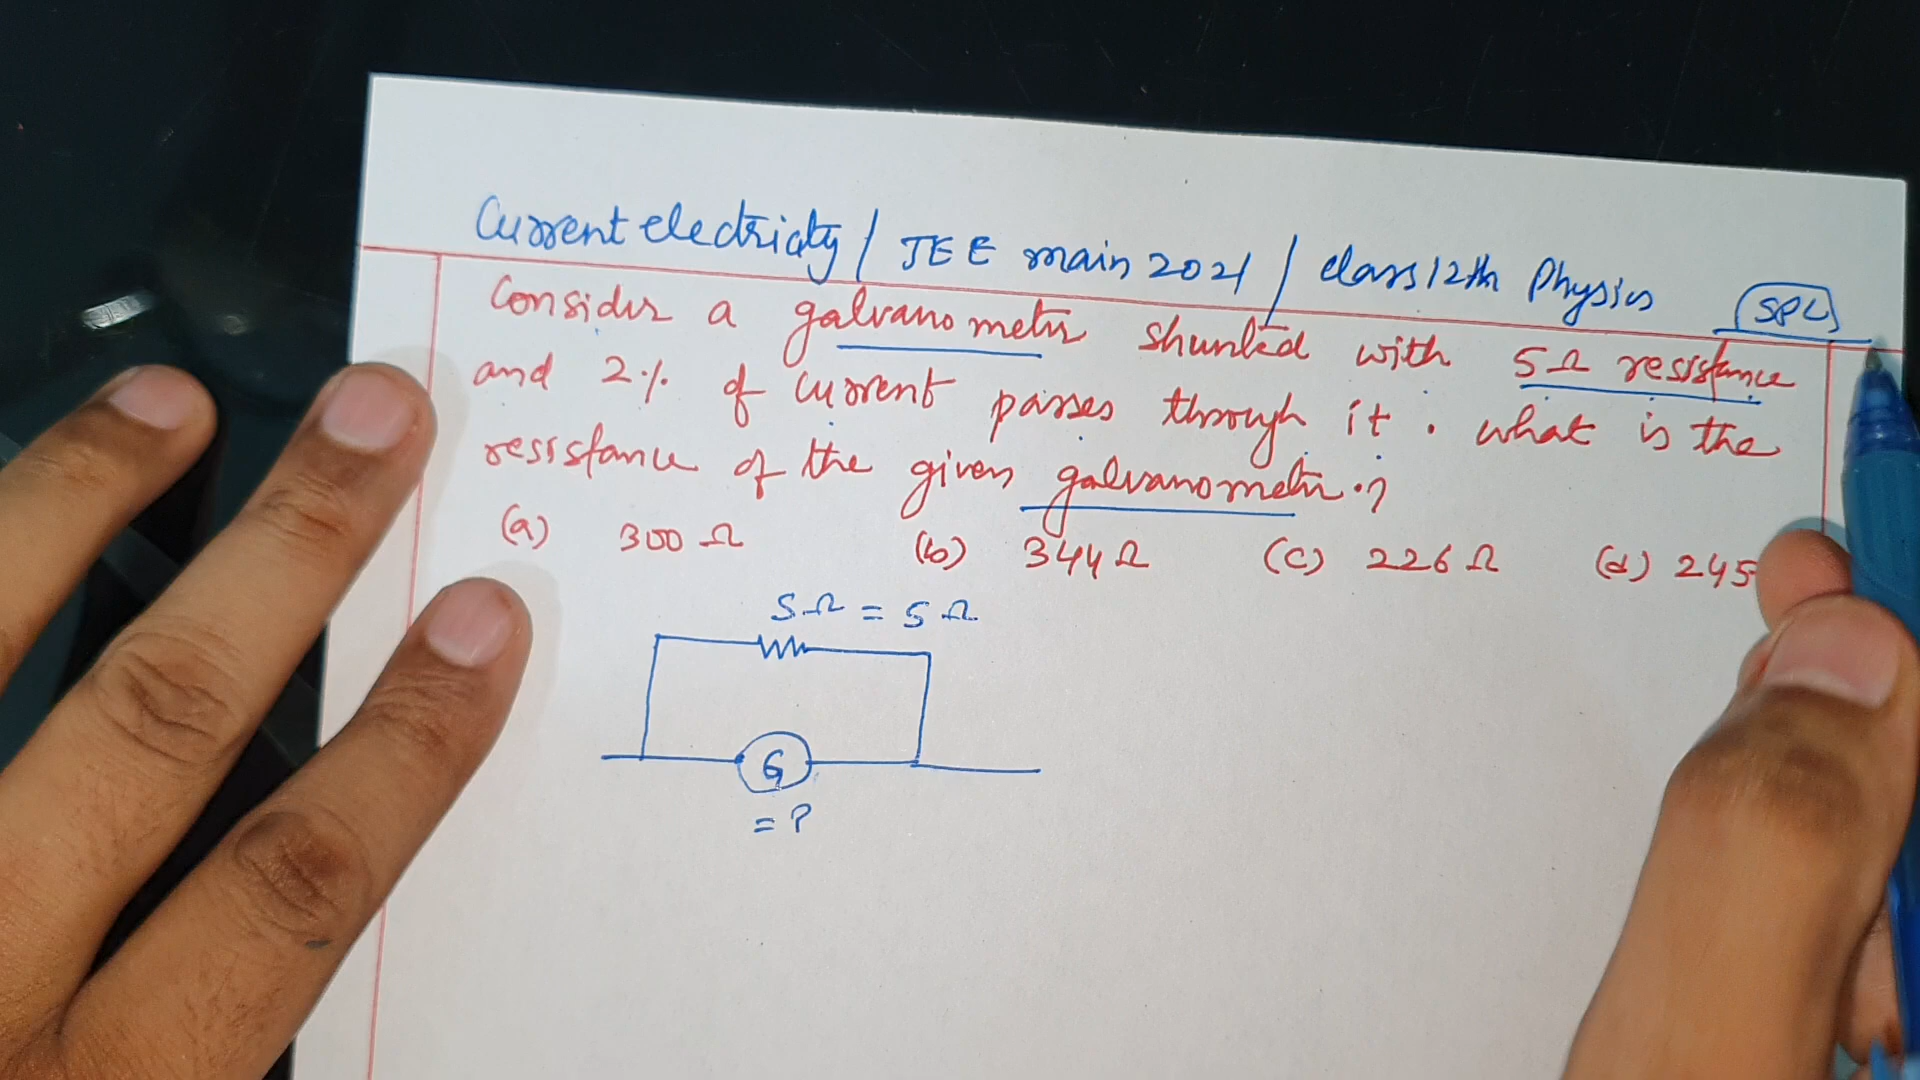 Current electricity / JEE main 2021 / class 12th Physics
SPL
Consider a galvanometer shunted with 5Ω resistance
and 2% of current passes through it. what is the
resistance of the given galvanometer.?
(a) 300 Ω (b) 344 Ω (c) 226 Ω (d) 245
5Ω = 5 Ω
G
= ?